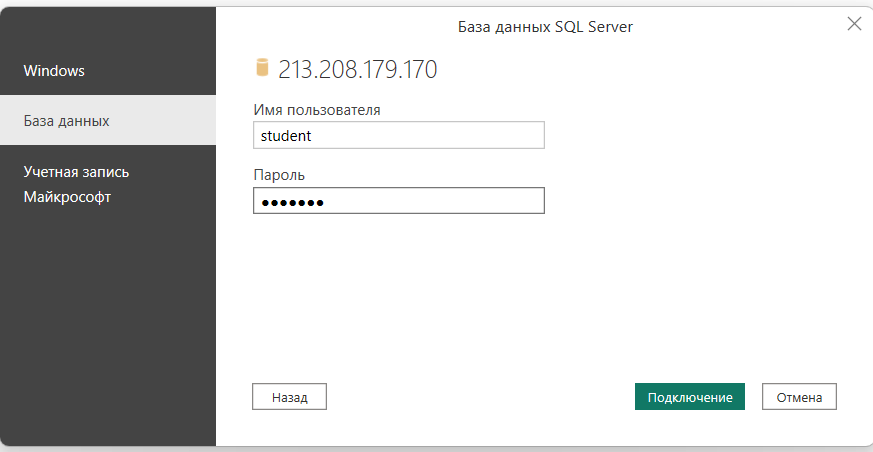 База данных SQL Server
Windows
База данных
Учетная запись
Майкрософт
213.208.179.170
Имя пользователя
student
Пароль
●●●●●●●
Назад
Подключение
Отмена